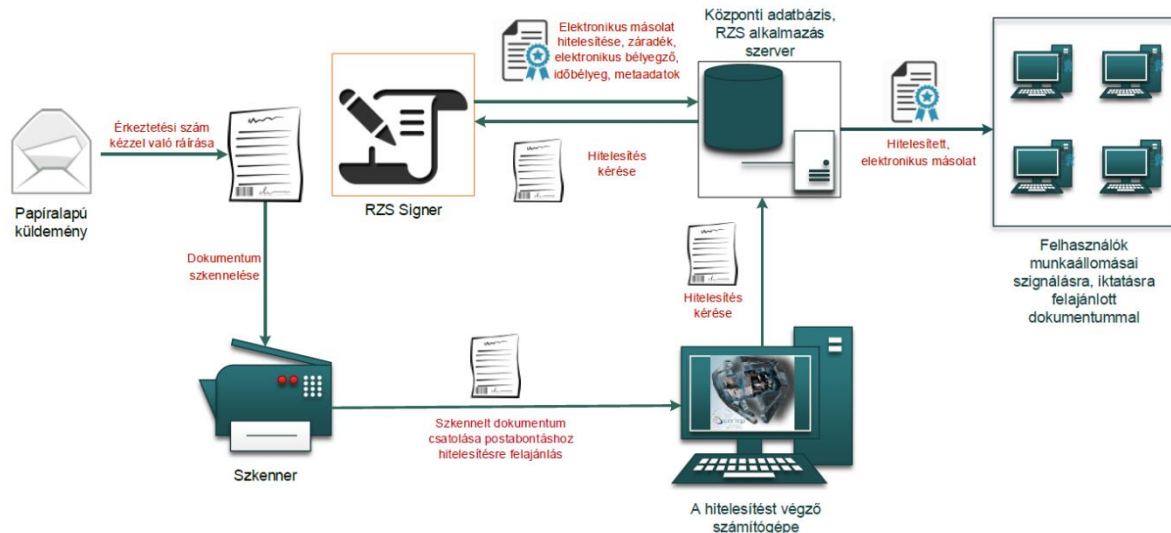 Papíralapú
küldemény
Érkeztetési szám
kézzel való ráírása
Dokumentum
szkennelése
Szkenner
Szkennelt dokumentum
csatolása postabontáshoz
hitelesítésre felajánlás
A hitelesítést végző
számítógépe
Hitelesítés
kérése
RZS Signer
Hitelesítés
kérése
Elektronikus másolat
hitelesítése, záradék,
elektronikus bélyegző,
időbélyeg, metaadatok
Központi adatbázis,
RZS alkalmazás
szerver
Hitelesített,
elektronikus másolat
Felhasználók
munkaállomásai
szignálásra, iktatásra
felajánlott
dokumentummal